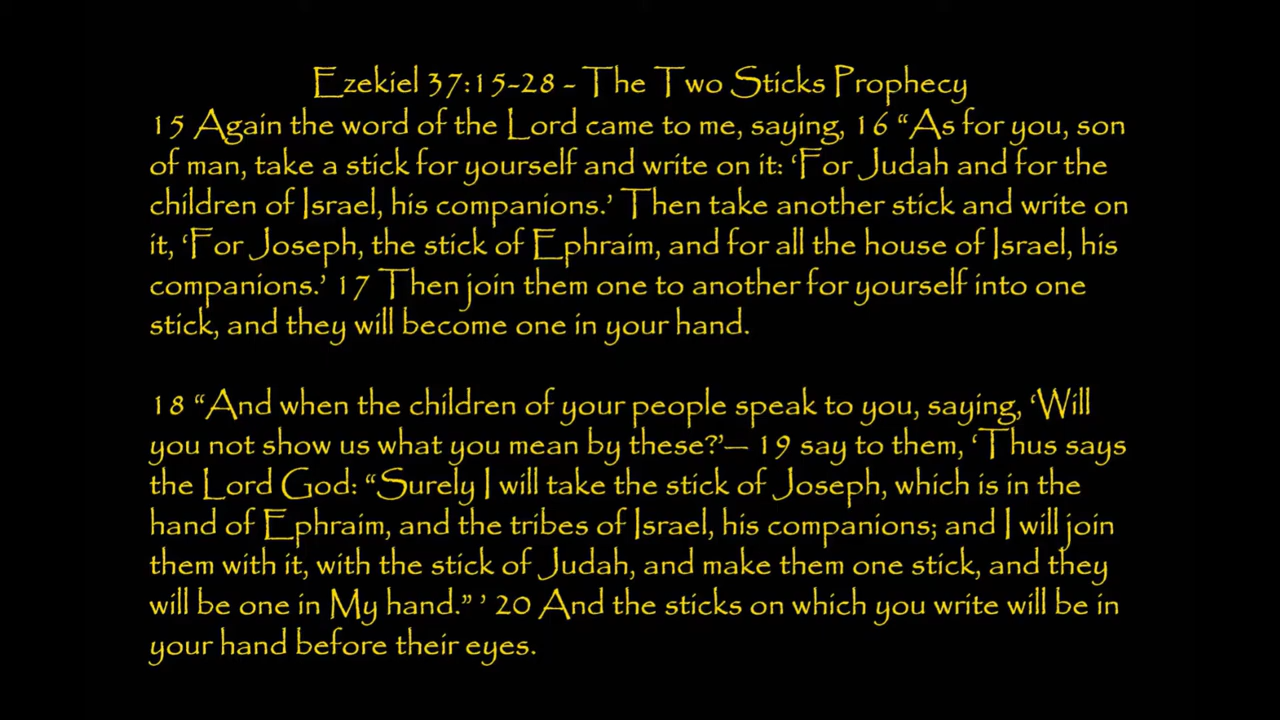 Ezekiel 37:15-28 - The Two Sticks Prophecy
15 Again the word of the Lord came to me, saying, 16 “As for you, son
of man, take a stick for yourself and write on it: ‘For Judah and for the
children of Israel, his companions.’ Then take another stick and write on
it, ‘For Joseph, the stick of Ephraim, and for all the house of Israel, his
companions.’ 17 Then join them one to another for yourself into one
stick, and they will become one in your hand.
18 “And when the children of your people speak to you, saying, ‘Will
you not show us what you mean by these?’— 19 say to them, ‘Thus says
the Lord God: “Surely I will take the stick of Joseph, which is in the
hand of Ephraim, and the tribes of Israel, his companions; and I will join
them with it, with the stick of Judah, and make them one stick, and they
will be one in My hand.” ’ 20 And the sticks on which you write will be in
your hand before their eyes.